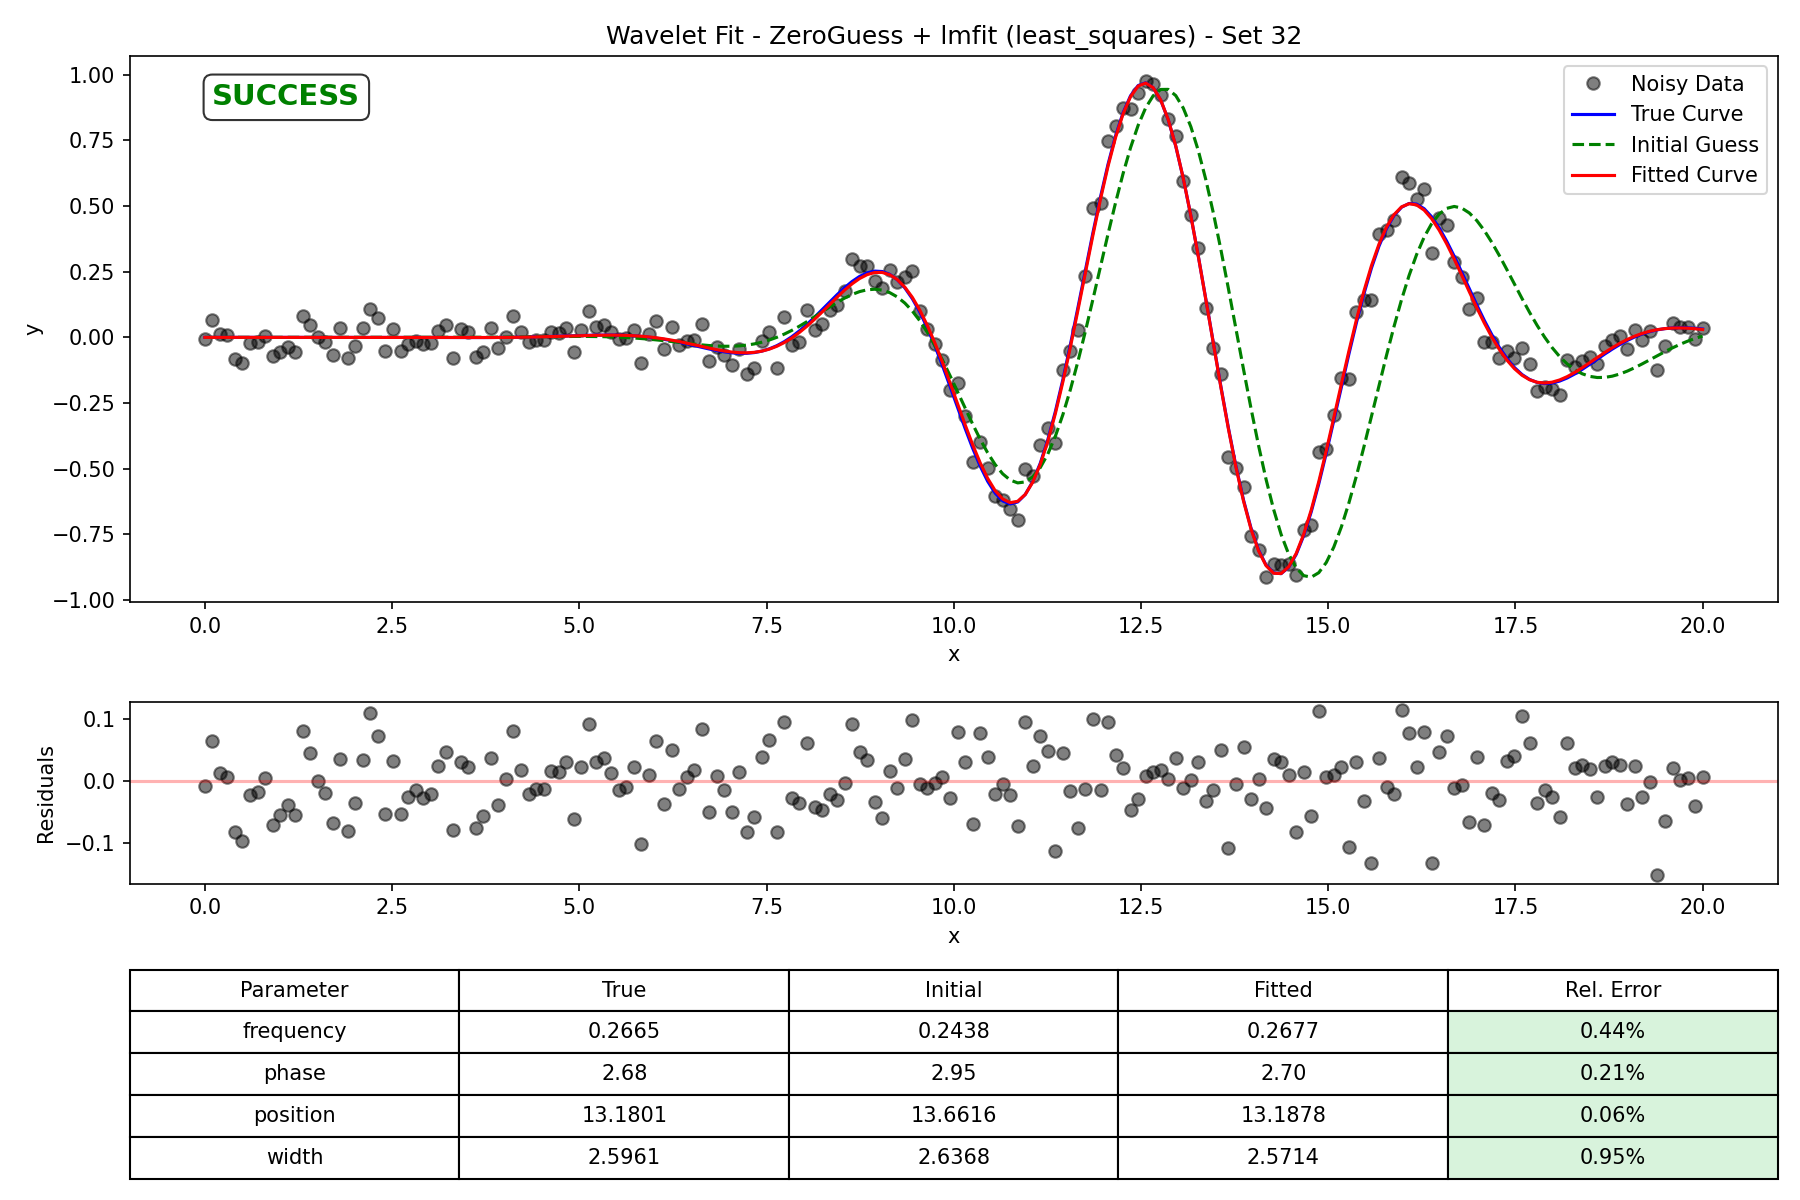 Wavelet Fit - ZeroGuess + lmfit (least_squares) - Set 32
SUCCESS
Noisy Data
True Curve
Initial Guess
Fitted Curve
1.00
0.75
0.50
0.25
0.00
−0.25
−0.50
−0.75
−1.00
y
0.0 2.5 5.0 7.5 10.0 12.5 15.0 17.5 20.0
x
0.1
0.0
−0.1
Residuals
0.0 2.5 5.0 7.5 10.0 12.5 15.0 17.5 20.0
x
Parameter True Initial Fitted Rel. Error
frequency 0.2665 0.2438 0.2677 0.44%
phase 2.68 2.95 2.70 0.21%
position 13.1801 13.6616 13.1878 0.06%
width 2.5961 2.6368 2.5714 0.95%